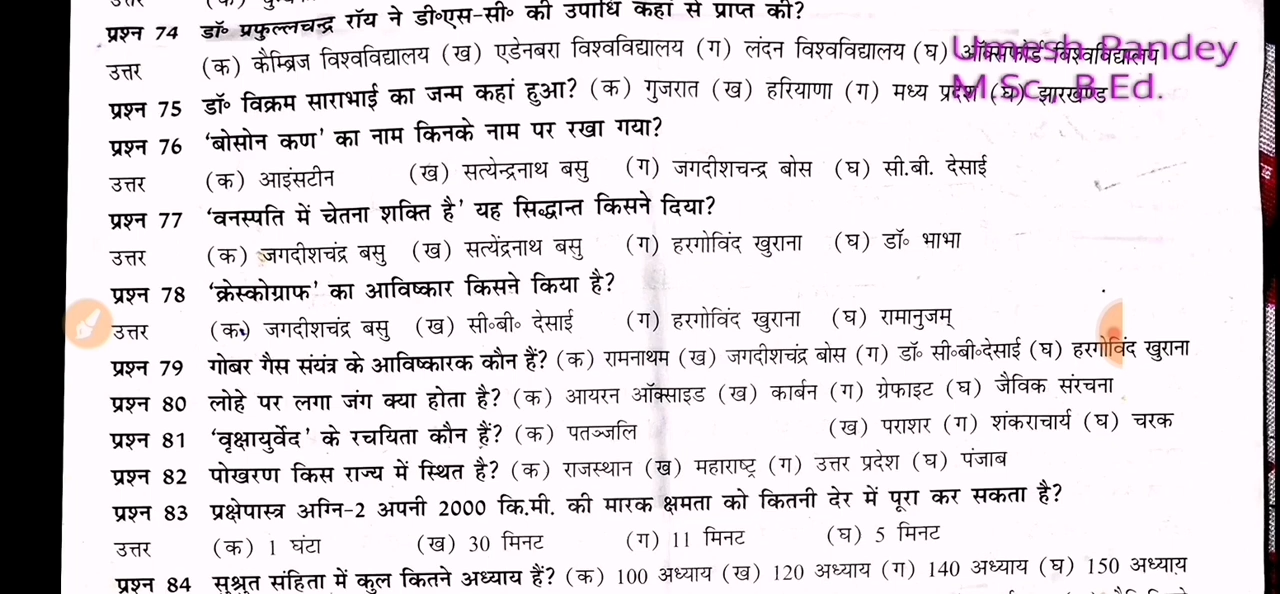 प्रश्न 74 डॉ॰ प्रफुल्लचन्द्र रॉय ने डी॰एस-सी॰ की उपाधि कहां से प्राप्त की?
उत्तर (क) कैम्ब्रिज विश्वविद्यालय (ख) एडेनबरा विश्वविद्यालय (ग) लंदन विश्वविद्यालय (घ) ऑक्सफोर्ड विश्वविद्यालय
Umesh Pandey
M.Sc., B.Ed.
प्रश्न 75 डॉ॰ विक्रम साराभाई का जन्म कहां हुआ? (क) गुजरात (ख) हरियाणा (ग) मध्य प्रदेश (घ) झारखण्ड
प्रश्न 76 ‘बोसोन कण’ का नाम किनके नाम पर रखा गया?
उत्तर (क) आइंसटीन (ख) सत्येन्द्रनाथ बसु (ग) जगदीशचन्द्र बोस (घ) सी.बी. देसाई
प्रश्न 77 ‘वनस्पति में चेतना शक्ति है’ यह सिद्धान्त किसने दिया?
उत्तर (क) जगदीशचंद्र बसु (ख) सत्येंद्रनाथ बसु (ग) हरगोविंद खुराना (घ) डॉ॰ भाभा
प्रश्न 78 ‘क्रेस्कोग्राफ’ का आविष्कार किसने किया है?
उत्तर (क) जगदीशचंद्र बसु (ख) सी॰बी॰ देसाई (ग) हरगोविंद खुराना (घ) रामानुजम्
प्रश्न 79 गोबर गैस संयंत्र के आविष्कारक कौन हैं? (क) रामनाथम (ख) जगदीशचंद्र बोस (ग) डॉ॰ सी॰बी॰देसाई (घ) हरगोविंद खुराना
प्रश्न 80 लोहे पर लगा जंग क्या होता है? (क) आयरन ऑक्साइड (ख) कार्बन (ग) ग्रेफाइट (घ) जैविक संरचना
प्रश्न 81 ‘वृक्षायुर्वेद’ के रचयिता कौन हैं? (क) पतञ्जलि (ख) पराशर (ग) शंकराचार्य (घ) चरक
प्रश्न 82 पोखरण किस राज्य में स्थित है? (क) राजस्थान (ख) महाराष्ट्र (ग) उत्तर प्रदेश (घ) पंजाब
प्रश्न 83 प्रक्षेपास्त्र अग्नि-2 अपनी 2000 कि.मी. की मारक क्षमता को कितनी देर में पूरा कर सकता है?
उत्तर (क) 1 घंटा (ख) 30 मिनट (ग) 11 मिनट (घ) 5 मिनट
प्रश्न 84 सुश्रुत संहिता में कुल कितने अध्याय हैं? (क) 100 अध्याय (ख) 120 अध्याय (ग) 140 अध्याय (घ) 150 अध्याय